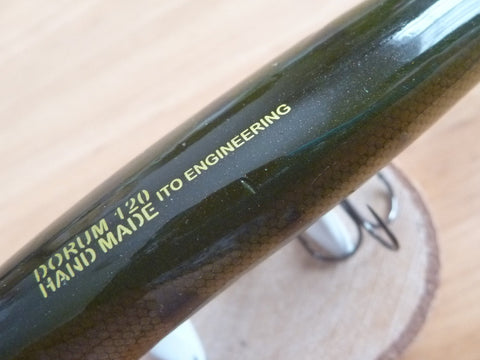 DORUM 120
HAND MADE ITO ENGINEERING